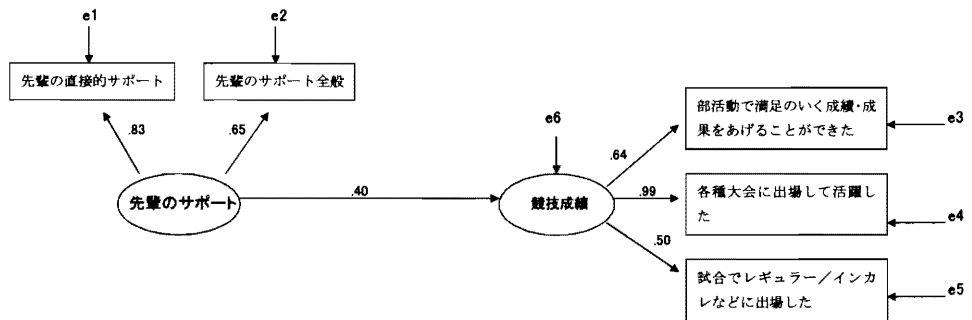 e1
e2
先輩の直接的サポート
先輩のサポート全般
.83
.65
先輩のサポート
.40
e6
競技成績
.64
.99
.50
部活動で満足のいく成績・成
果をあげることができた
e3
各種大会に出場して活躍し
た
e4
試合でレギュラー/インカ
レなどに出場した
e5